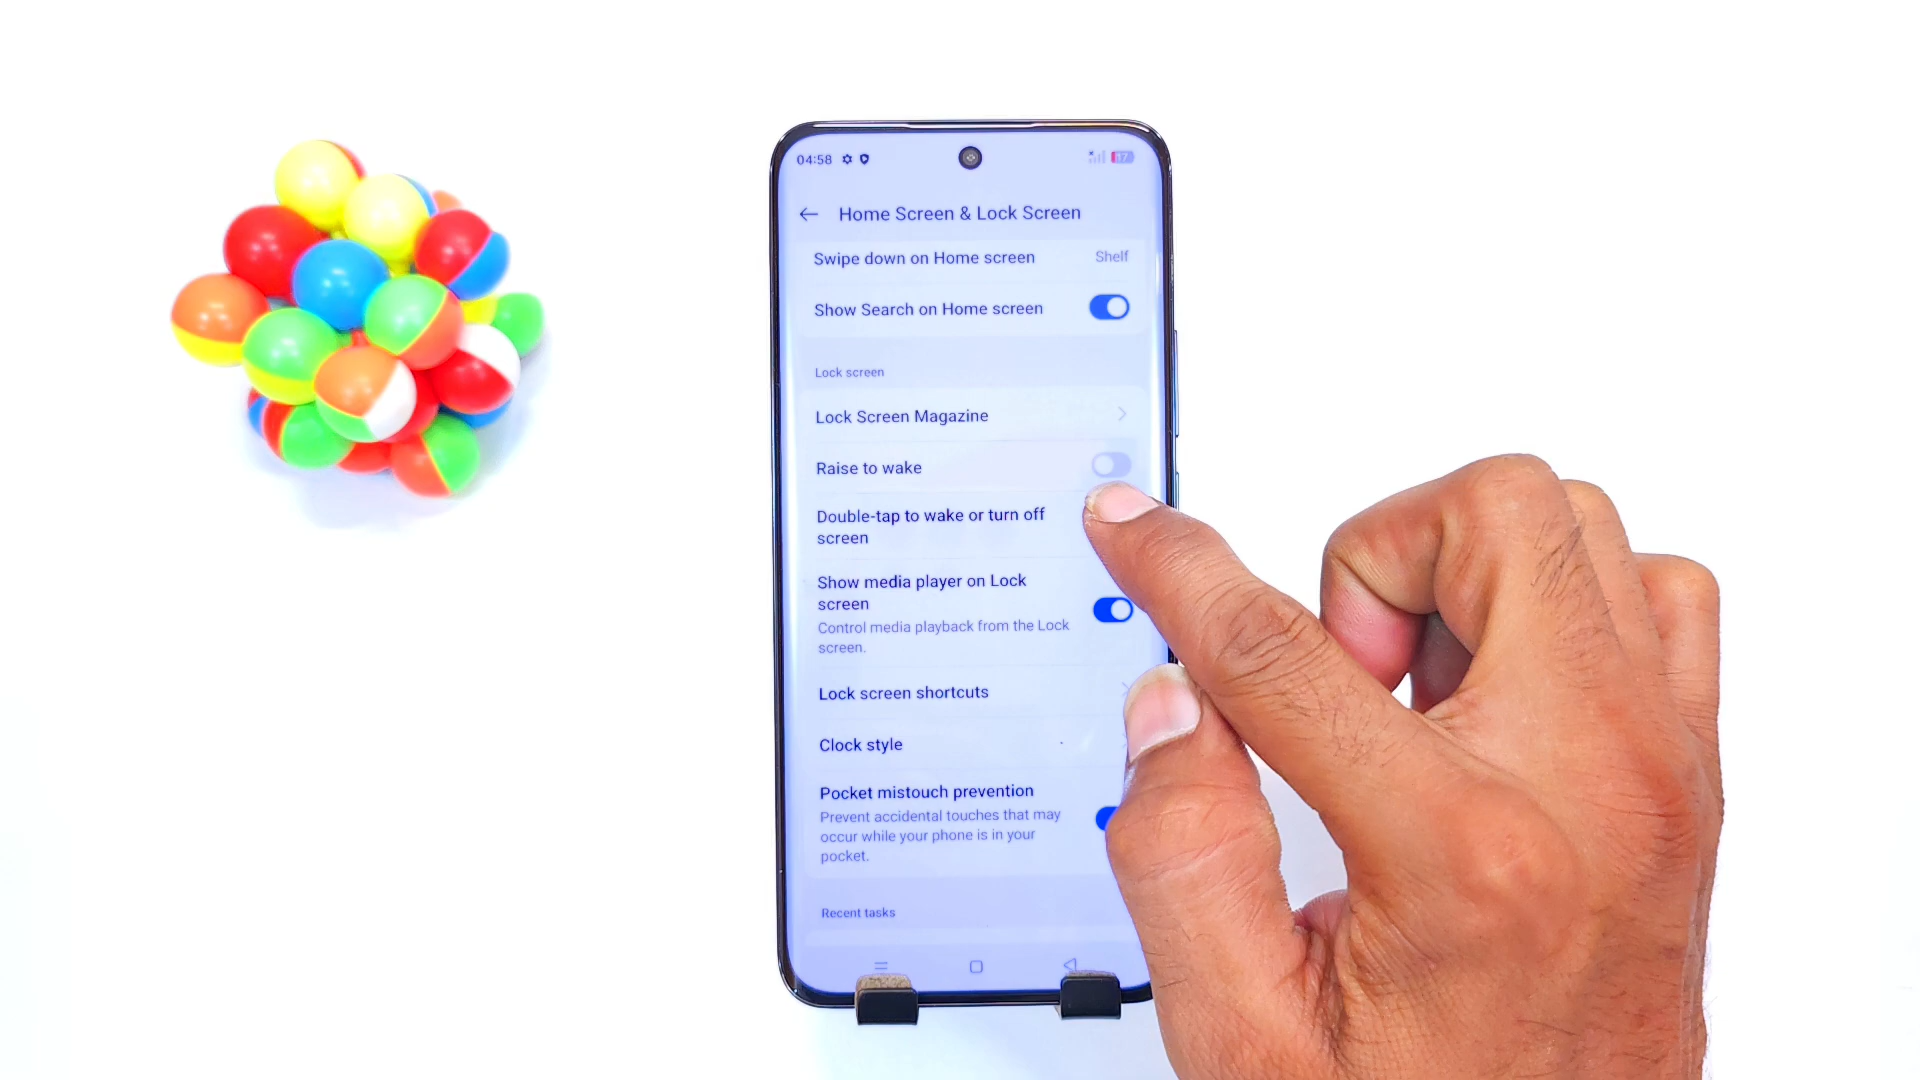 04:58
17
Home Screen & Lock Screen
Swipe down on Home screen Shelf
Show Search on Home screen
Lock screen
Lock Screen Magazine
Raise to wake
Double-tap to wake or turn off
screen
Show media player on Lock
screen
Control media playback from the Lock
screen.
Lock screen shortcuts
Clock style
Pocket mistouch prevention
Prevent accidental touches that may
occur while your phone is in your
pocket.
Recent tasks